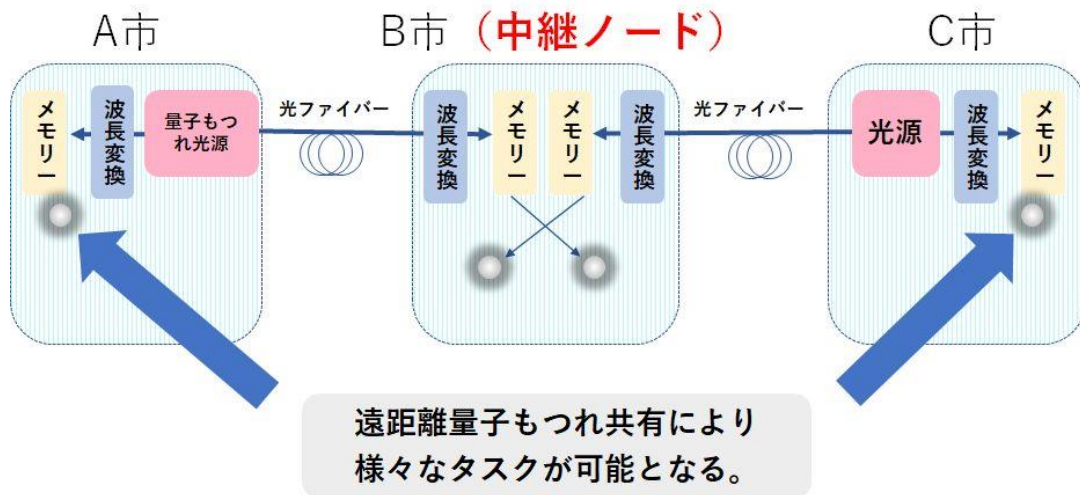 A市
B市（中継ノード）
C市
メモリー
波長変換
量子もつ
れ光源
光ファイバー
波長変換
メモリー
メモリー
波長変換
光ファイバー
光源
波長変換
メモリー
遠距離量子もつれ共有により
様々なタスクが可能となる。